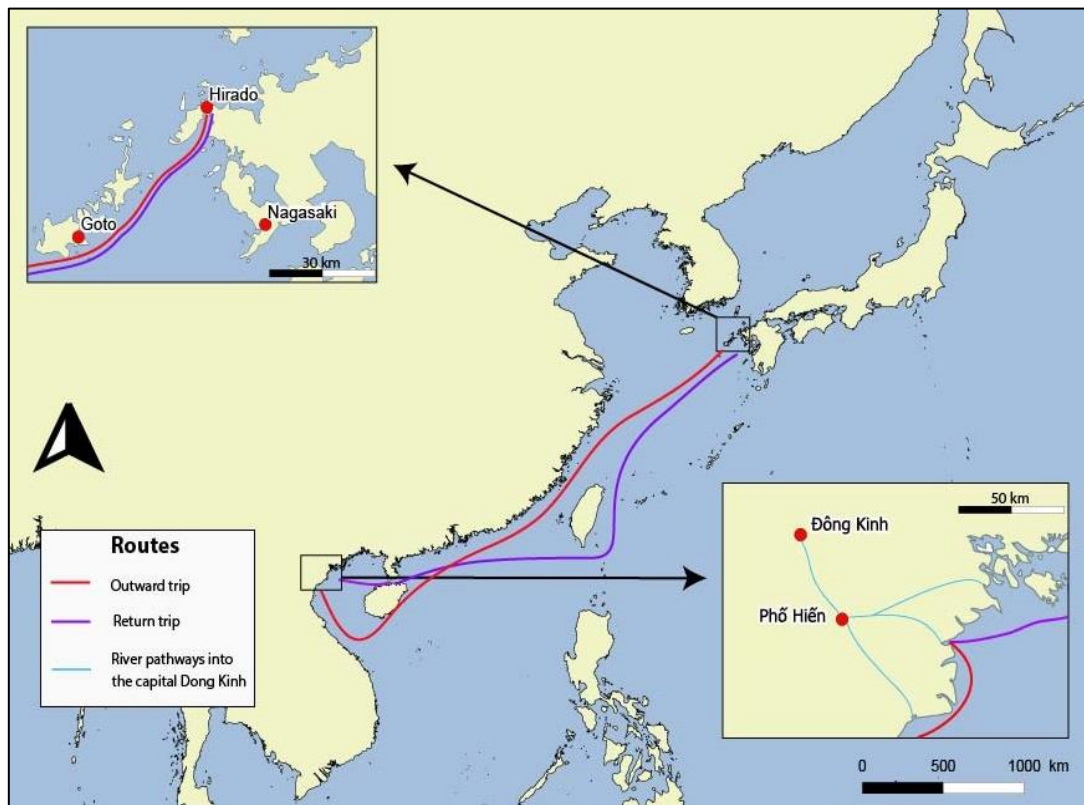 Hirado
Goto
Nagasaki
30 km
Routes
Outward trip
Return trip
River pathways into
the capital Dong Kinh
50 km
Đông Kinh
Phố Hiến
0 500 1000 km